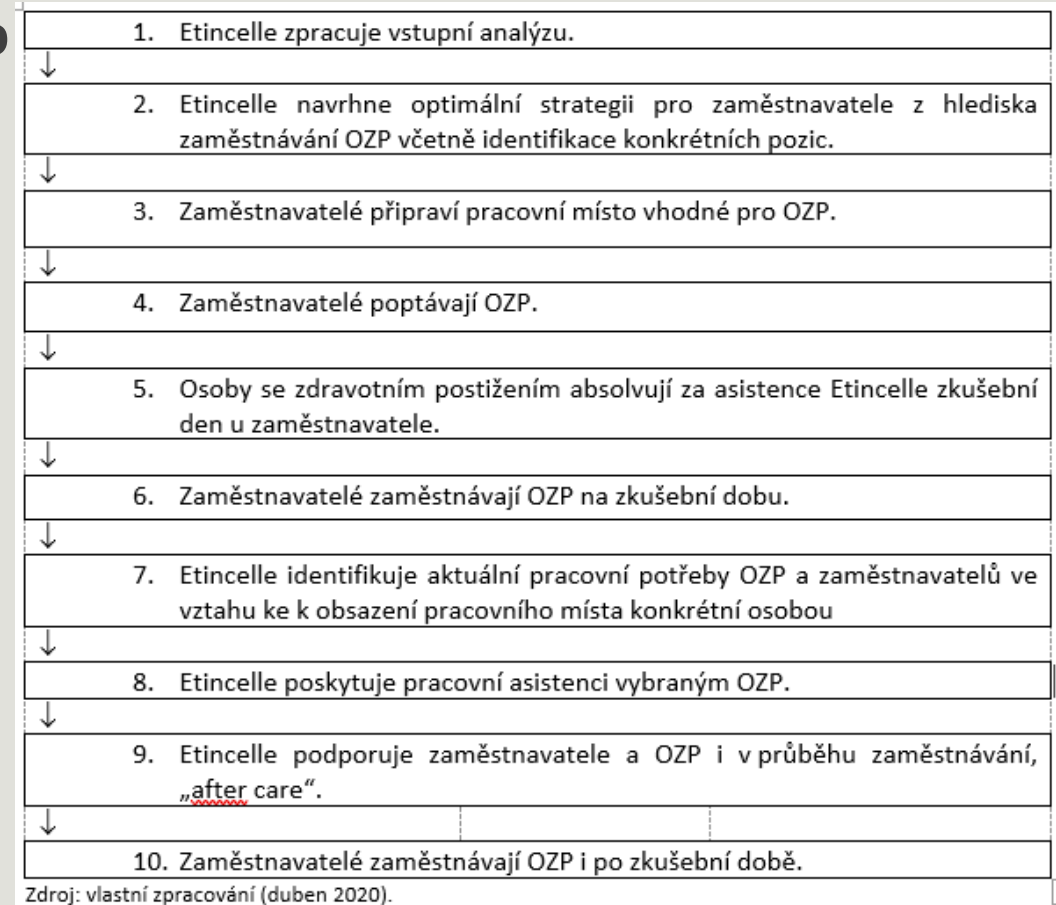 1. Etincelle zpracuje vstupní analýzu.
↓
2. Etincelle navrhne optimální strategii pro zaměstnavatele z hlediska
zaměstnávání OZP včetně identifikace konkrétních pozic.
↓
3. Zaměstnavatelé připraví pracovní místo vhodné pro OZP.
↓
4. Zaměstnavatelé poptávají OZP.
↓
5. Osoby se zdravotním postižením absolvují za asistence Etincelle zkušební
den u zaměstnavatele.
↓
6. Zaměstnavatelé zaměstnávají OZP na zkušební dobu.
↓
7. Etincelle identifikuje aktuální pracovní potřeby OZP a zaměstnavatelů ve
vztahu ke k obsazení pracovního místa konkrétní osobou
↓
8. Etincelle poskytuje pracovní asistenci vybraným OZP.
↓
9. Etincelle podporuje zaměstnavatele a OZP i v průběhu zaměstnávání,
„after care“.
↓
10. Zaměstnavatelé zaměstnávají OZP i po zkušební době.
Zdroj: vlastní zpracování (duben 2020).